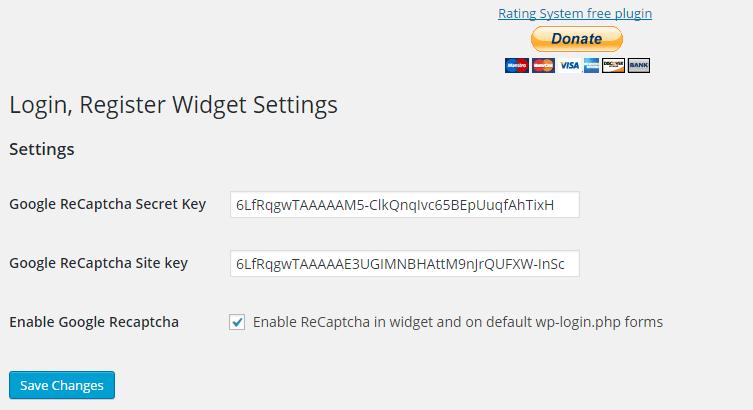 Rating System free plugin
Donate
Maestro MasterCard VISA DISCOVER BANK
Login, Register Widget Settings
Settings
Google ReCaptcha Secret Key 6LfRqgwTAAAAAM5-ClkQnqIvc65BEpUuqfAhTixH
Google ReCaptcha Site key 6LfRqgwTAAAAAE3UGIMNBHAttM9nJrQUFXW-InSc
Enable Google Recaptcha Enable ReCaptcha in widget and on default wp-login.php forms
Save Changes